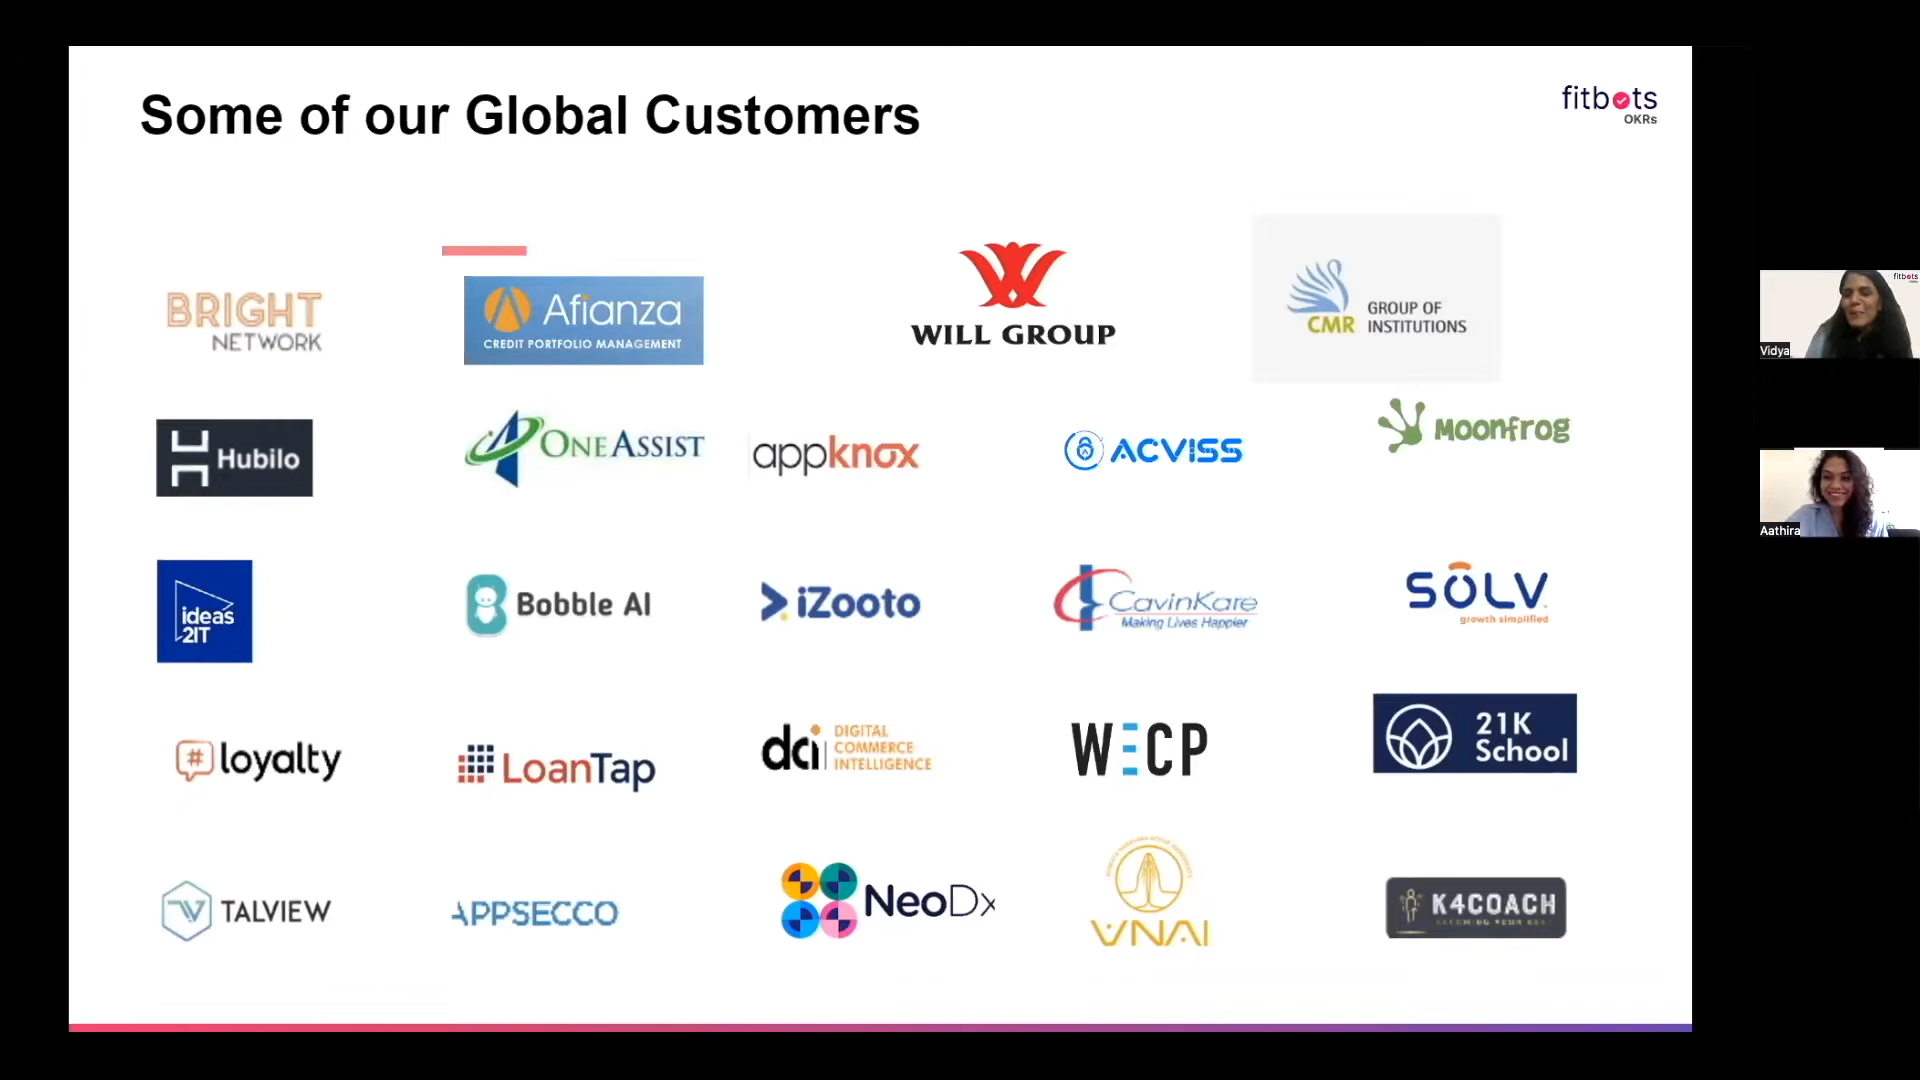 Some of our Global Customers
fitbots
OKRs
BRIGHT
NETWORK
Afianza
CREDIT PORTFOLIO MANAGEMENT
WILL GROUP
CMR
GROUP OF
INSTITUTIONS
Hubilo
ONEASSIST
appknox
ACVISS
Moonfrog
ideas
2IT
Bobble AI
iZooto
CavinKare
Making Lives Happier
SOLV
growth simplified
# loyalty
LoanTap
dci
DIGITAL
COMMERCE
INTELLIGENCE
WECP
21K
School
TALVIEW
APPSECCO
NeoDx
VNAI
K4COACH
fitbots
Vidya
Aathira